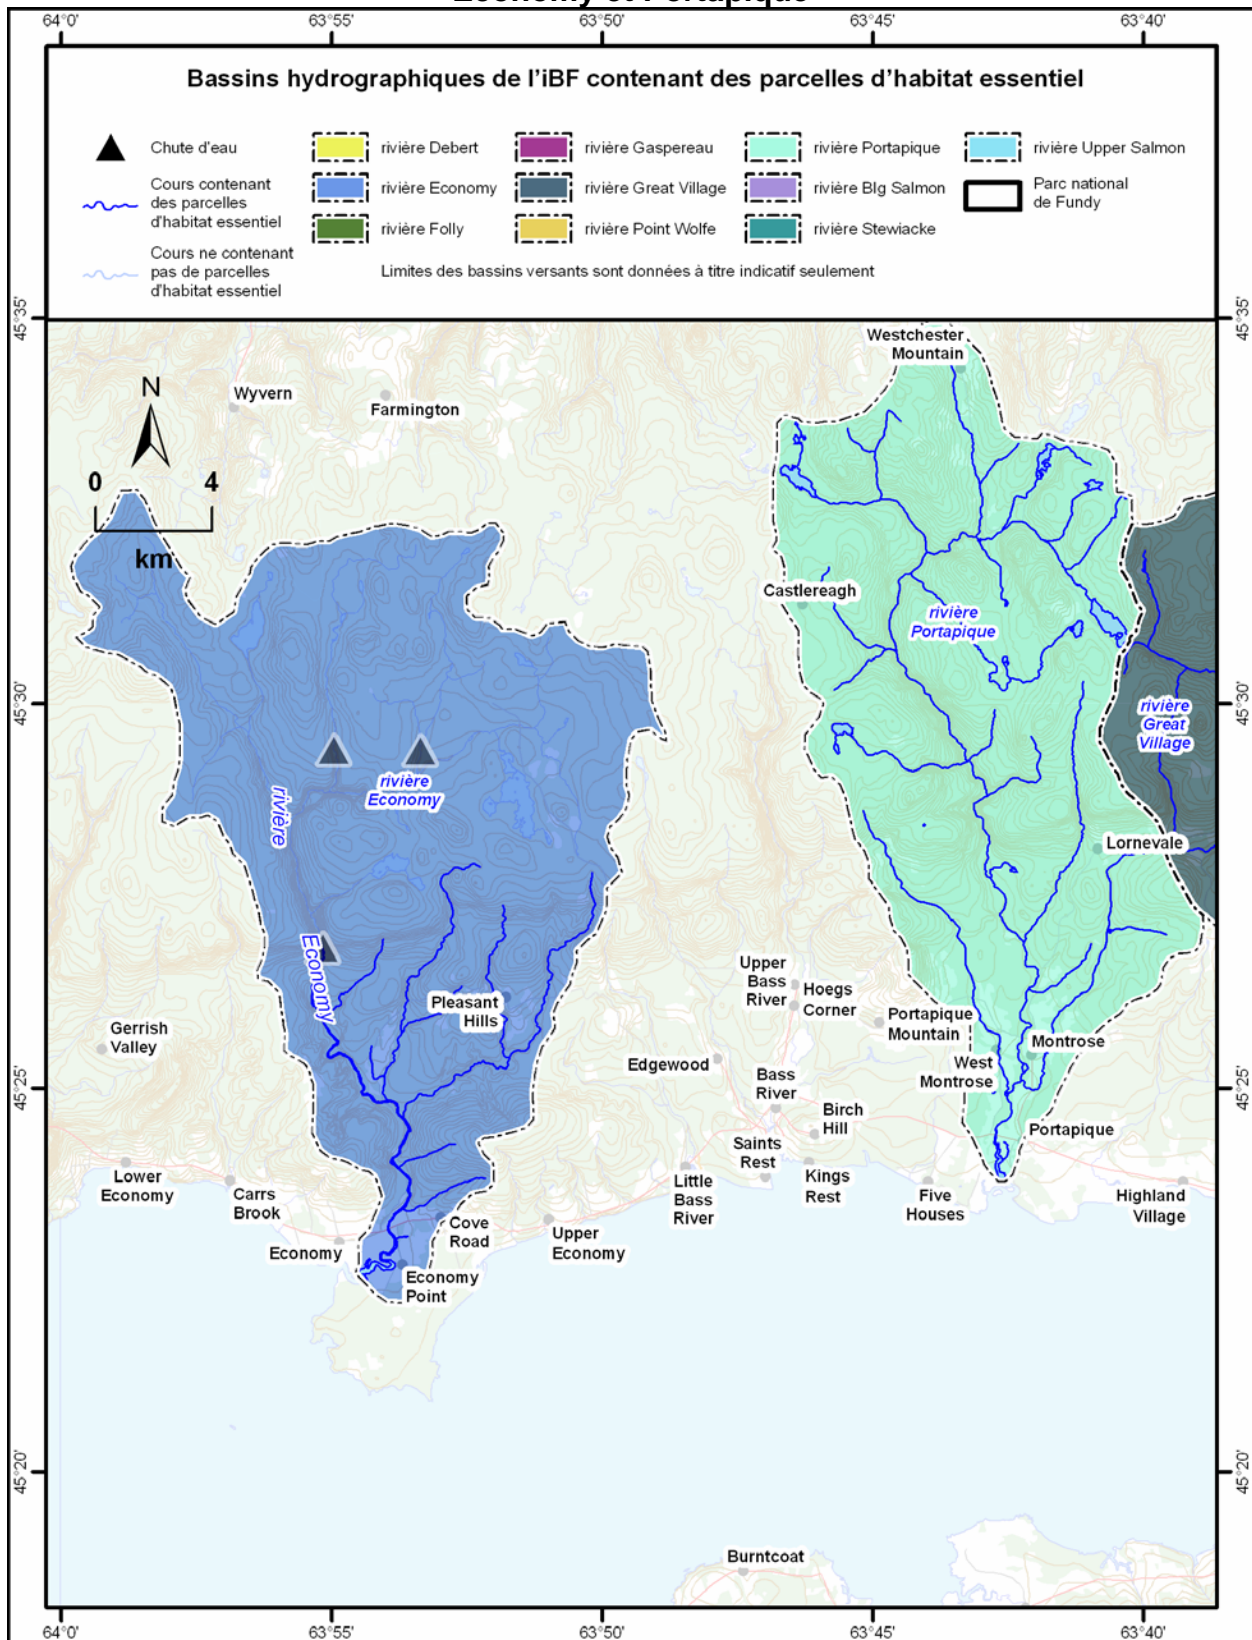 Economy et Portapique
64°0' 63°55' 63°50' 63°45' 63°40'
Bassins hydrographiques de l'iBF contenant des parcelles d'habitat essentiel
Chute d'eau
Cours contenant
des parcelles
d'habitat essentiel
Cours ne contenant
pas de parcelles
d'habitat essentiel
rivière Debert
rivière Economy
rivière Folly
rivière Gaspereau
rivière Great Village
rivière Point Wolfe
rivière Portapique
rivière BIg Salmon
rivière Stewiacke
rivière Upper Salmon
Parc national
de Fundy
Limites des bassins versants sont données à titre indicatif seulement
45°35'
45°35'
Westchester
Mountain
Wyvern
Farmington
N
0 4
km
Castlereagh
rivière
Portapique
45°30'
45°30'
rivière
Great
Village
rivière
Economy
rivière
Economy
Lornevale
Pleasant
Hills
Upper
Bass
River
Hoegs
Corner
Portapique
Mountain
Gerrish
Valley
Montrose
West
Montrose
Edgewood
45°25'
45°25'
Bass
River
Birch
Hill
Portapique
Saints
Rest
Lower
Economy
Carrs
Brook
Little
Bass
River
Kings
Rest
Five
Houses
Highland
Village
Cove
Road
Upper
Economy
Economy
Economy
Point
45°20'
45°20'
Burntcoat
64°0' 63°55' 63°50' 63°45' 63°40'